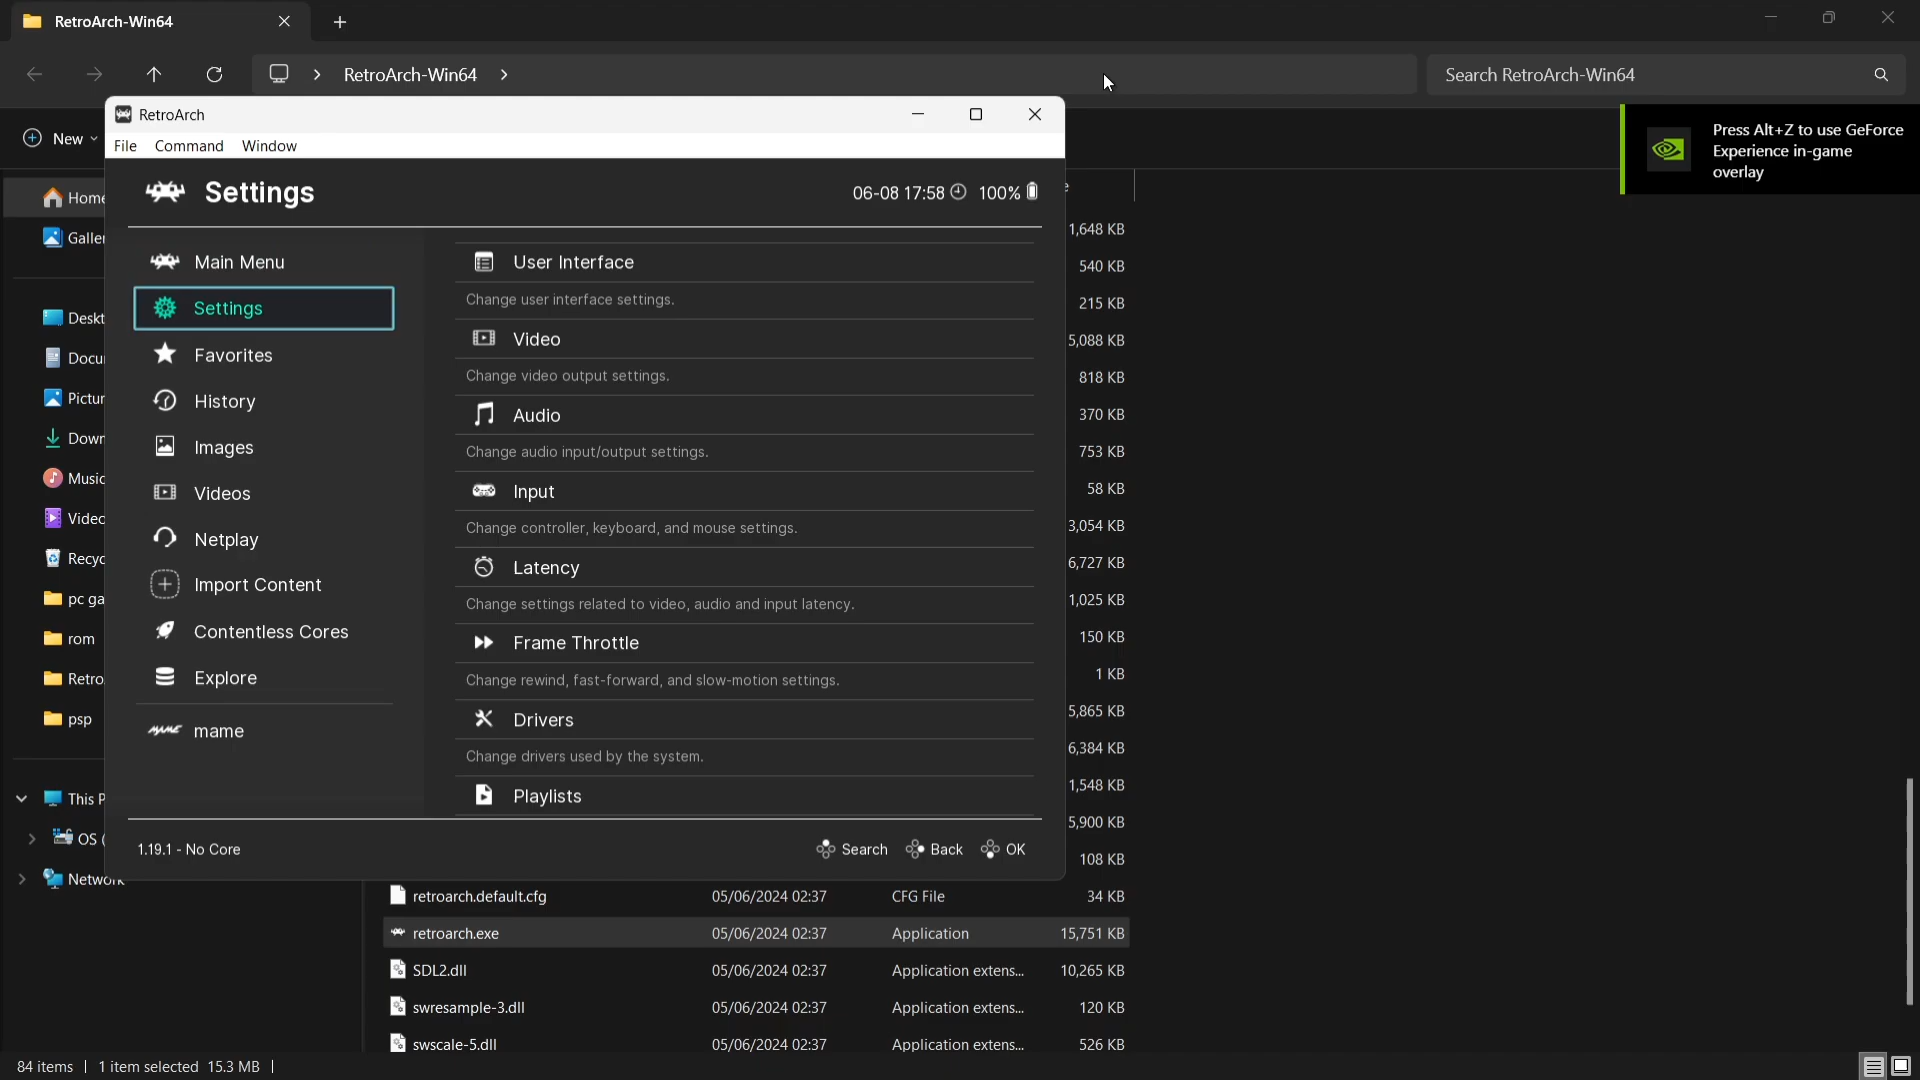 RetroArch-Win64
RetroArch-Win64
Search RetroArch-Win64
New
RetroArch
File Command Window
Press Alt+Z to use GeForce
Experience in-game
overlay
Settings
06-08 17:58 100%
Home
Main Menu
Settings
Favorites
History
Images
Videos
Netplay
Import Content
Contentless Cores
Explore
mame
User Interface
Change user interface settings.
Video
Change video output settings.
Audio
Change audio input/output settings.
Input
Change controller, keyboard, and mouse settings.
Latency
Change settings related to video, audio and input latency.
Frame Throttle
Change rewind, fast-forward, and slow-motion settings.
Drivers
Change drivers used by the system.
Playlists
1.19.1 - No Core
Search Back OK
Galler
Deskt
Docu
Pictur
Down
Music
Videc
Recyc
pc ga
rom
Retro
psp
This P
OS (
Network
1,648 KB
540 KB
215 KB
5,088 KB
818 KB
370 KB
753 KB
58 KB
3,054 KB
6,727 KB
1,025 KB
150 KB
1 KB
5,865 KB
6,384 KB
1,548 KB
5,900 KB
108 KB
retroarch.default.cfg 05/06/2024 02:37 CFG File 34 KB
retroarch.exe 05/06/2024 02:37 Application 15,751 KB
SDL2.dll 05/06/2024 02:37 Application extens... 10,265 KB
swresample-3.dll 05/06/2024 02:37 Application extens... 120 KB
swscale-5.dll 05/06/2024 02:37 Application extens... 526 KB
84 items 1 item selected 15.3 MB